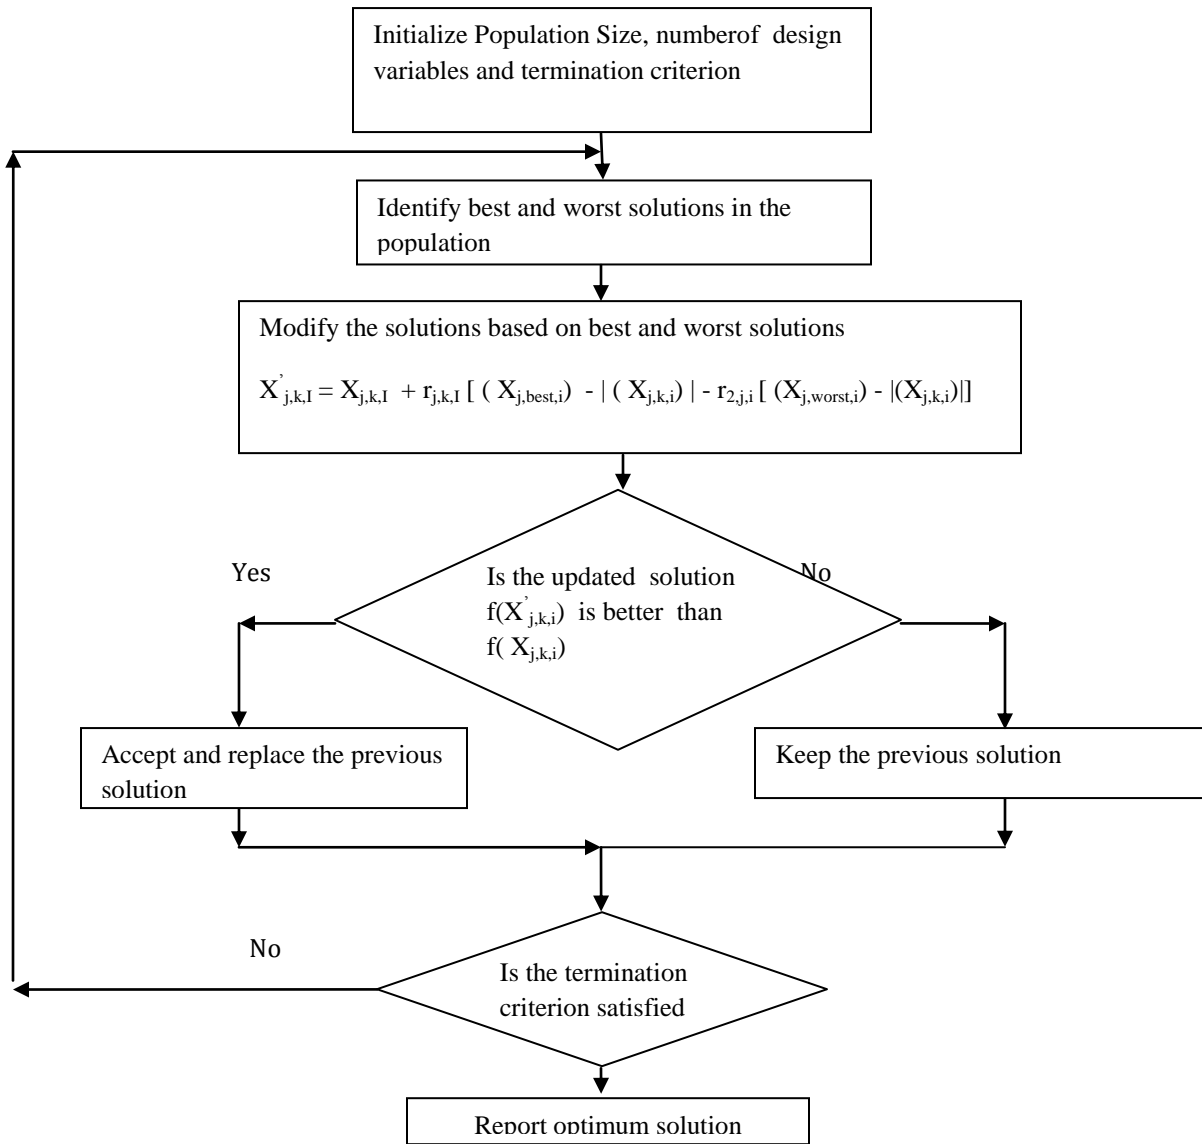 Initialize Population Size, numberof design
variables and termination criterion
Identify best and worst solutions in the
population
Modify the solutions based on best and worst solutions
X'j,k,I = Xj,k,I + rj,k,I [ ( Xj,best,i) - | ( Xj,k,i) | - r2,j,i [ (Xj,worst,i) - |(Xj,k,i)|]
Yes
No
Is the updated solution
f(X'j,k,i) is better than
f( Xj,k,i)
Accept and replace the previous
solution
Keep the previous solution
No
Is the termination
criterion satisfied
Report optimum solution